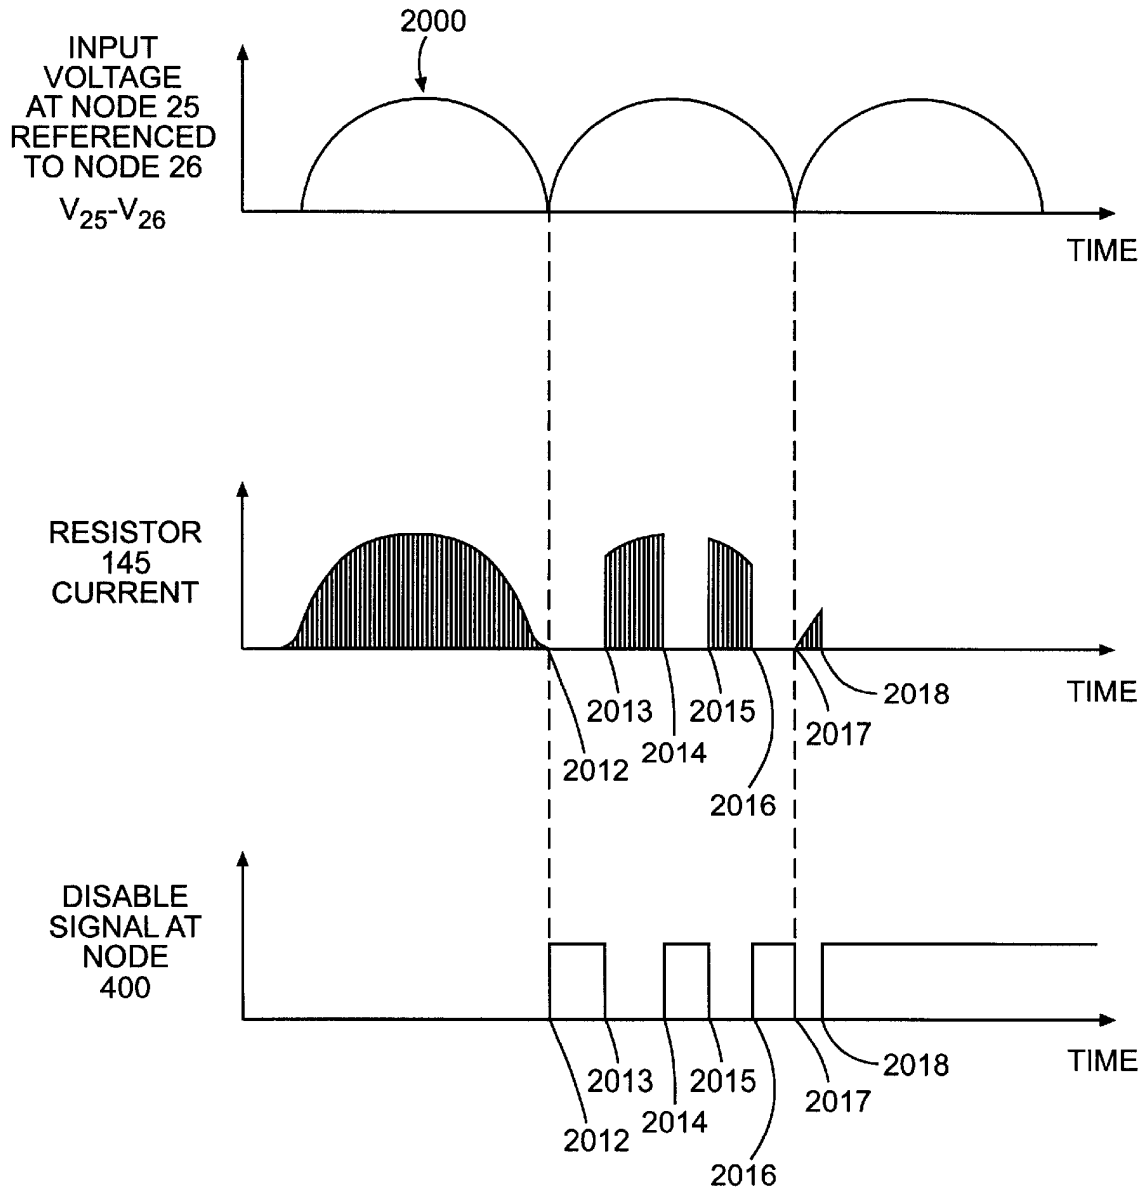 2000
INPUT
VOLTAGE
AT NODE 25
REFERENCED
TO NODE 26
V25-V26
TIME
RESISTOR
145
CURRENT
TIME
2013
2015
2018
2014
2017
2012
2016
DISABLE
SIGNAL AT
NODE
400
TIME
2013
2015
2018
2014
2017
2012
2016